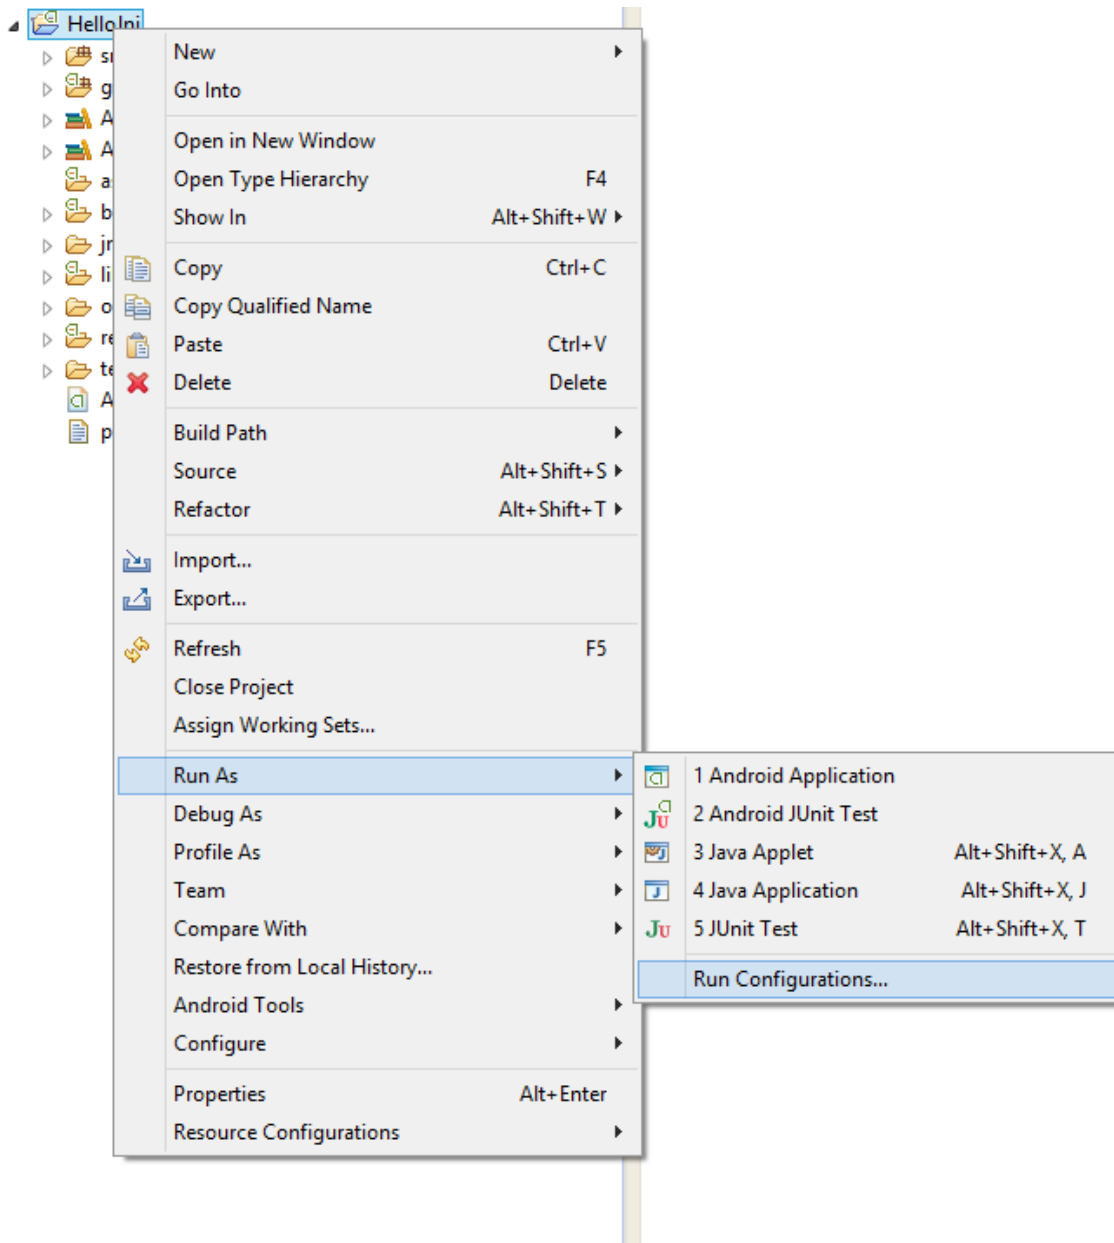 HelloJni
New
Go Into
Open in New Window
Open Type Hierarchy F4
Show In Alt+Shift+W
Copy Ctrl+C
Copy Qualified Name
Paste Ctrl+V
Delete Delete
Build Path
Source Alt+Shift+S
Refactor Alt+Shift+T
Import...
Export...
Refresh F5
Close Project
Assign Working Sets...
Run As
Debug As
Profile As
Team
Compare With
Restore from Local History...
Android Tools
Configure
Properties Alt+Enter
Resource Configurations
1 Android Application
2 Android JUnit Test
3 Java Applet Alt+Shift+X, A
4 Java Application Alt+Shift+X, J
5 JUnit Test Alt+Shift+X, T
Run Configurations...